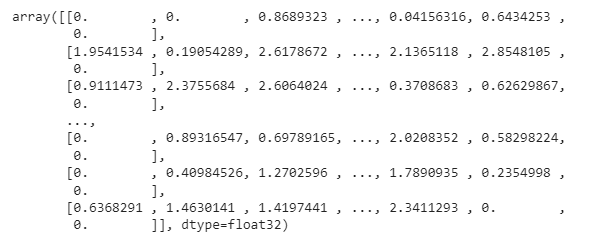 array([[0.        , 0.        , 0.8689323 , ..., 0.04156316, 0.6434253 ,
        0.        ],
       [1.9541534 , 0.19054289, 2.6178672 , ..., 2.1365118 , 2.8548105 ,
        0.        ],
       [0.9111473 , 2.3755684 , 2.6064024 , ..., 0.3708683 , 0.62629867,
        0.        ],
       ...,
       [0.        , 0.89316547, 0.69789165, ..., 2.0208352 , 0.58298224,
        0.        ],
       [0.        , 0.40984526, 1.2702596 , ..., 1.7890935 , 0.2354998 ,
        0.        ],
       [0.6368291 , 1.4630141 , 1.4197441 , ..., 2.3411293 , 0.        ,
        0.        ]], dtype=float32)